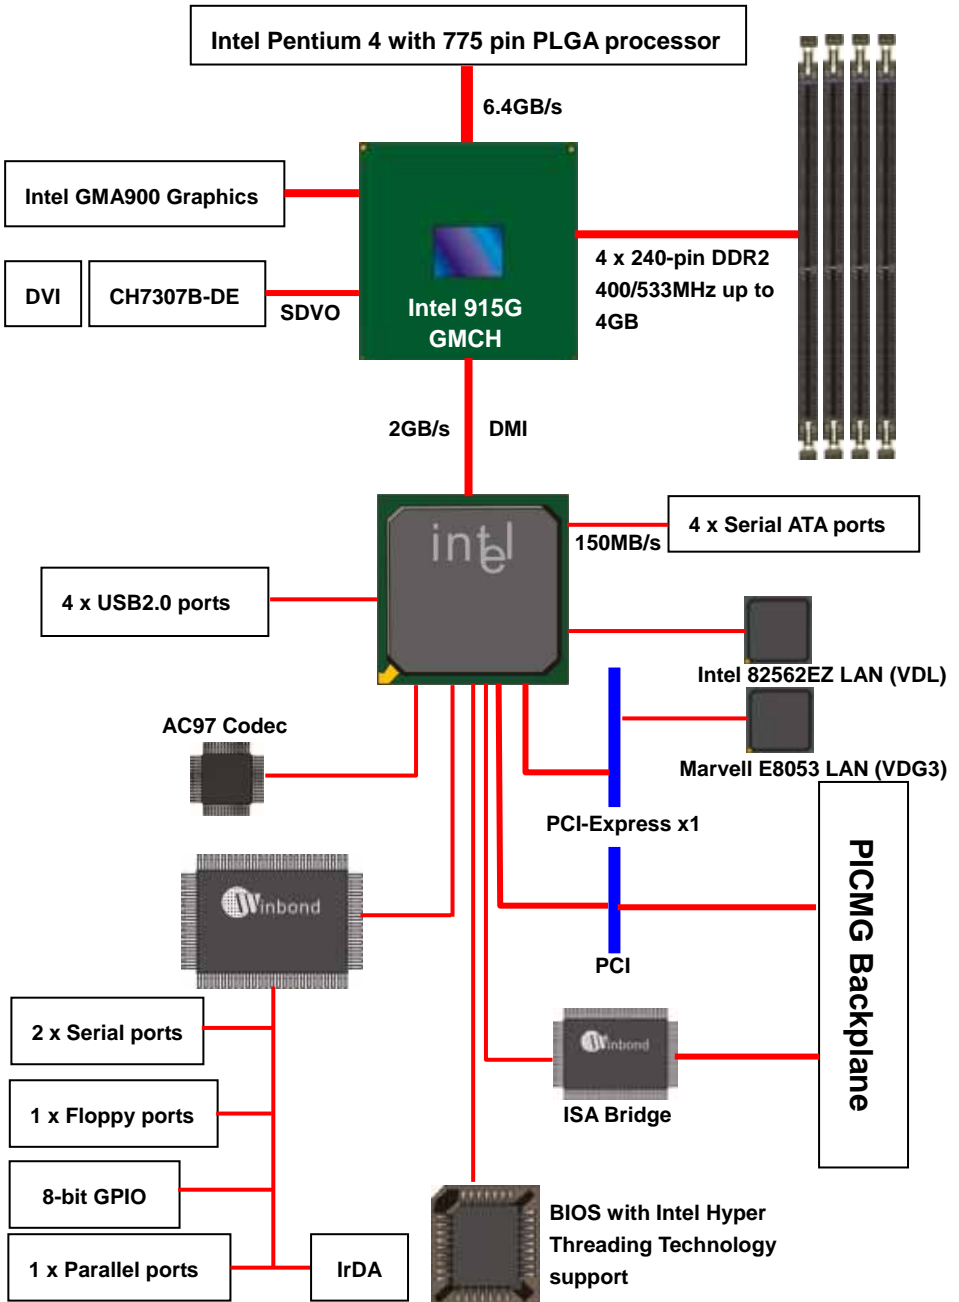 Intel Pentium 4 with 775 pin PLGA processor
6.4GB/s
Intel GMA900 Graphics
DVI
CH7307B-DE
SDVO
Intel 915G
GMCH
4 x 240-pin DDR2
400/533MHz up to
4GB
2GB/s
DMI
intel
150MB/s
4 x Serial ATA ports
4 x USB2.0 ports
Intel 82562EZ LAN (VDL)
AC97 Codec
Marvell E8053 LAN (VDG3)
PCI-Express x1
PICMG Backplane
Winbond
PCI
2 x Serial ports
Winbond
ISA Bridge
1 x Floppy ports
8-bit GPIO
1 x Parallel ports
IrDA
BIOS with Intel Hyper
Threading Technology
support